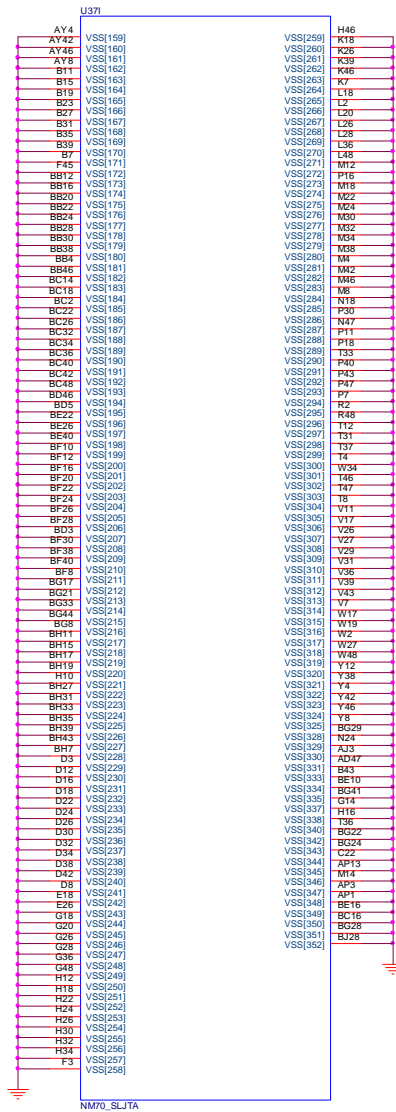 U37I
AY4 VSS[159]
AY42 VSS[160]
AY46 VSS[161]
AY8 VSS[162]
B11 VSS[163]
B15 VSS[164]
B19 VSS[165]
B23 VSS[166]
B27 VSS[167]
B31 VSS[168]
B35 VSS[169]
B39 VSS[170]
B7 VSS[171]
F45 VSS[172]
BB12 VSS[173]
BB16 VSS[174]
BB20 VSS[175]
BB22 VSS[176]
BB24 VSS[177]
BB28 VSS[178]
BB30 VSS[179]
BB38 VSS[180]
BB4 VSS[181]
BB46 VSS[182]
BC14 VSS[183]
BC18 VSS[184]
BC2 VSS[185]
BC22 VSS[186]
BC26 VSS[187]
BC32 VSS[188]
BC34 VSS[189]
BC36 VSS[190]
BC40 VSS[191]
BC42 VSS[192]
BC48 VSS[193]
BD46 VSS[194]
BD5 VSS[195]
BE22 VSS[196]
BE26 VSS[197]
BE40 VSS[198]
BF10 VSS[199]
BF12 VSS[200]
BF16 VSS[201]
BF20 VSS[202]
BF22 VSS[203]
BF24 VSS[204]
BF26 VSS[205]
BF28 VSS[206]
BD3 VSS[207]
BF30 VSS[208]
BF38 VSS[209]
BF40 VSS[210]
BF8 VSS[211]
BG17 VSS[212]
BG21 VSS[213]
BG33 VSS[214]
BG44 VSS[215]
BG8 VSS[216]
BH11 VSS[217]
BH15 VSS[218]
BH17 VSS[219]
BH19 VSS[220]
H10 VSS[221]
BH27 VSS[222]
BH31 VSS[223]
BH33 VSS[224]
BH35 VSS[225]
BH39 VSS[226]
BH43 VSS[227]
BH7 VSS[228]
D3 VSS[229]
D12 VSS[230]
D16 VSS[231]
D18 VSS[232]
D22 VSS[233]
D24 VSS[234]
D26 VSS[235]
D30 VSS[236]
D32 VSS[237]
D34 VSS[238]
D38 VSS[239]
D42 VSS[240]
D8 VSS[241]
E18 VSS[242]
E26 VSS[243]
G18 VSS[244]
G20 VSS[245]
G26 VSS[246]
G28 VSS[247]
G36 VSS[248]
G48 VSS[249]
H12 VSS[250]
H18 VSS[251]
H22 VSS[252]
H24 VSS[253]
H26 VSS[254]
H30 VSS[255]
H32 VSS[256]
H34 VSS[257]
F3 VSS[258]
VSS[259] H46
VSS[260] K18
VSS[261] K26
VSS[262] K39
VSS[263] K46
VSS[264] K7
VSS[265] L18
VSS[266] L2
VSS[267] L20
VSS[268] L26
VSS[269] L28
VSS[270] L36
VSS[271] L48
VSS[272] M12
VSS[273] P16
VSS[274] M18
VSS[275] M22
VSS[276] M24
VSS[277] M30
VSS[278] M32
VSS[279] M34
VSS[280] M38
VSS[281] M4
VSS[282] M42
VSS[283] M46
VSS[284] M8
VSS[285] N18
VSS[286] P30
VSS[287] N47
VSS[288] P11
VSS[289] P18
VSS[290] T33
VSS[291] P40
VSS[292] P43
VSS[293] P47
VSS[294] P7
VSS[295] R2
VSS[296] R48
VSS[297] T12
VSS[298] T31
VSS[299] T37
VSS[300] T4
VSS[301] W34
VSS[302] T46
VSS[303] T47
VSS[304] T8
VSS[305] V11
VSS[306] V17
VSS[307] V26
VSS[308] V27
VSS[309] V29
VSS[310] V31
VSS[311] V36
VSS[312] V39
VSS[313] V43
VSS[314] V7
VSS[315] W17
VSS[316] W19
VSS[317] W2
VSS[318] W27
VSS[319] W48
VSS[320] Y12
VSS[321] Y38
VSS[322] Y4
VSS[323] Y42
VSS[324] Y46
VSS[325] Y8
VSS[328] BG29
VSS[329] N24
VSS[330] AJ3
VSS[331] AD47
VSS[333] B43
VSS[334] BE10
VSS[335] BG41
VSS[337] G14
VSS[338] H16
VSS[340] T36
VSS[342] BG22
VSS[343] BG24
VSS[344] C22
VSS[345] AP13
VSS[346] M14
VSS[347] AP3
VSS[348] AP1
VSS[349] BE16
VSS[350] BC16
VSS[351] BG28
VSS[352] BJ28
NM70_SLJTA